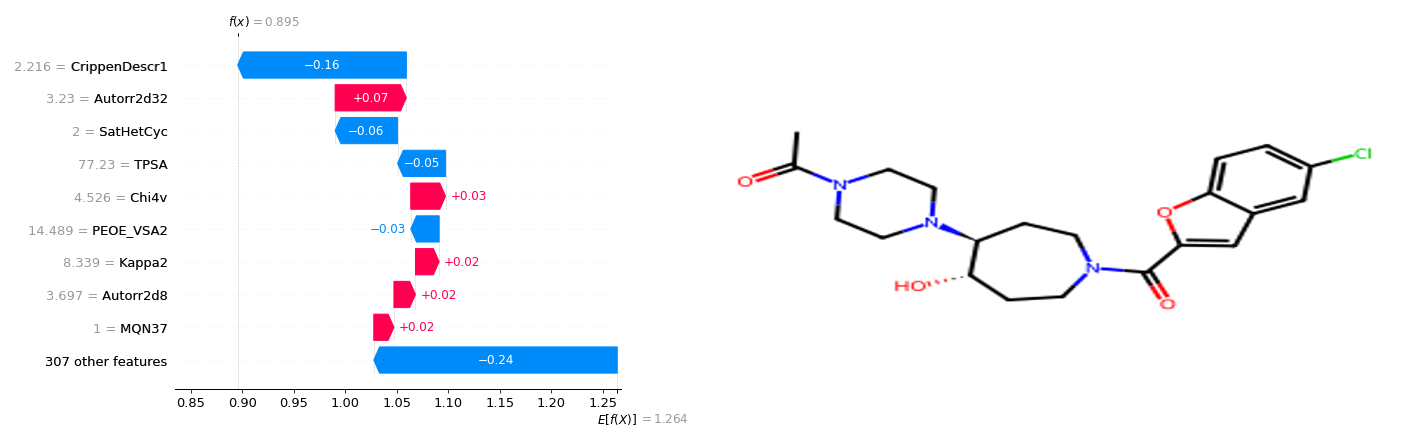 f(x) = 0.895
2.216 = CrippenDescr1
−0.16
3.23 = Autorr2d32
+0.07
2 = SatHetCyc
−0.06
77.23 = TPSA
−0.05
4.526 = Chi4v
+0.03
14.489 = PEOE_VSA2
−0.03
8.339 = Kappa2
+0.02
3.697 = Autorr2d8
+0.02
1 = MQN37
+0.02
307 other features
−0.24
0.85 0.90 0.95 1.00 1.05 1.10 1.15 1.20 1.25
E[f(X)] = 1.264
Cl
O
N
O
N
N
HO
O